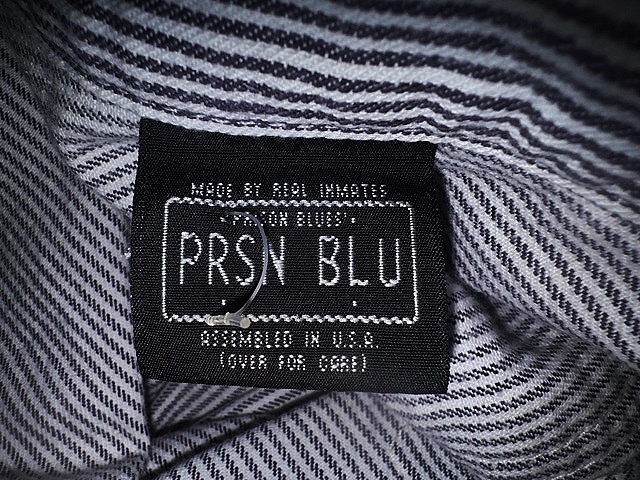 MADE BY REAL INMATES
PRISON BLUES
PRSN BLU
ASSEMBLED IN U.S.A.
(OVER FOR CARE)